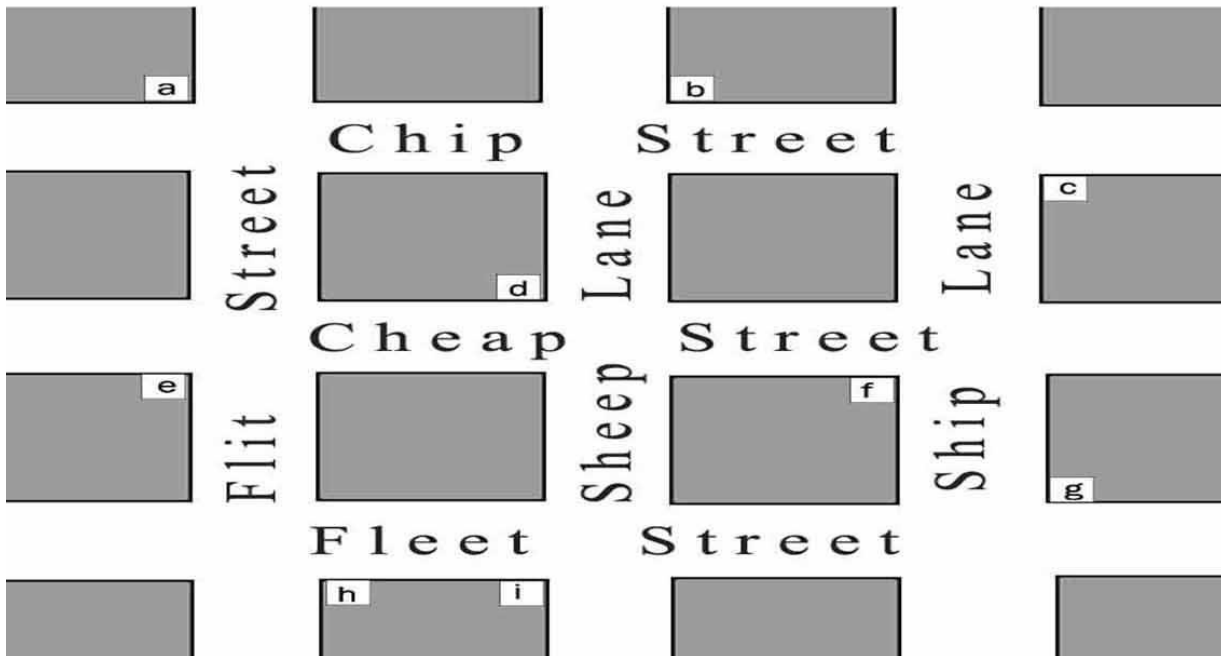 a
b
Chip Street
Street
Lane
Lane
c
d
Cheap Street
e
f
Flit
Sheep
Ship
g
Fleet Street
h
i